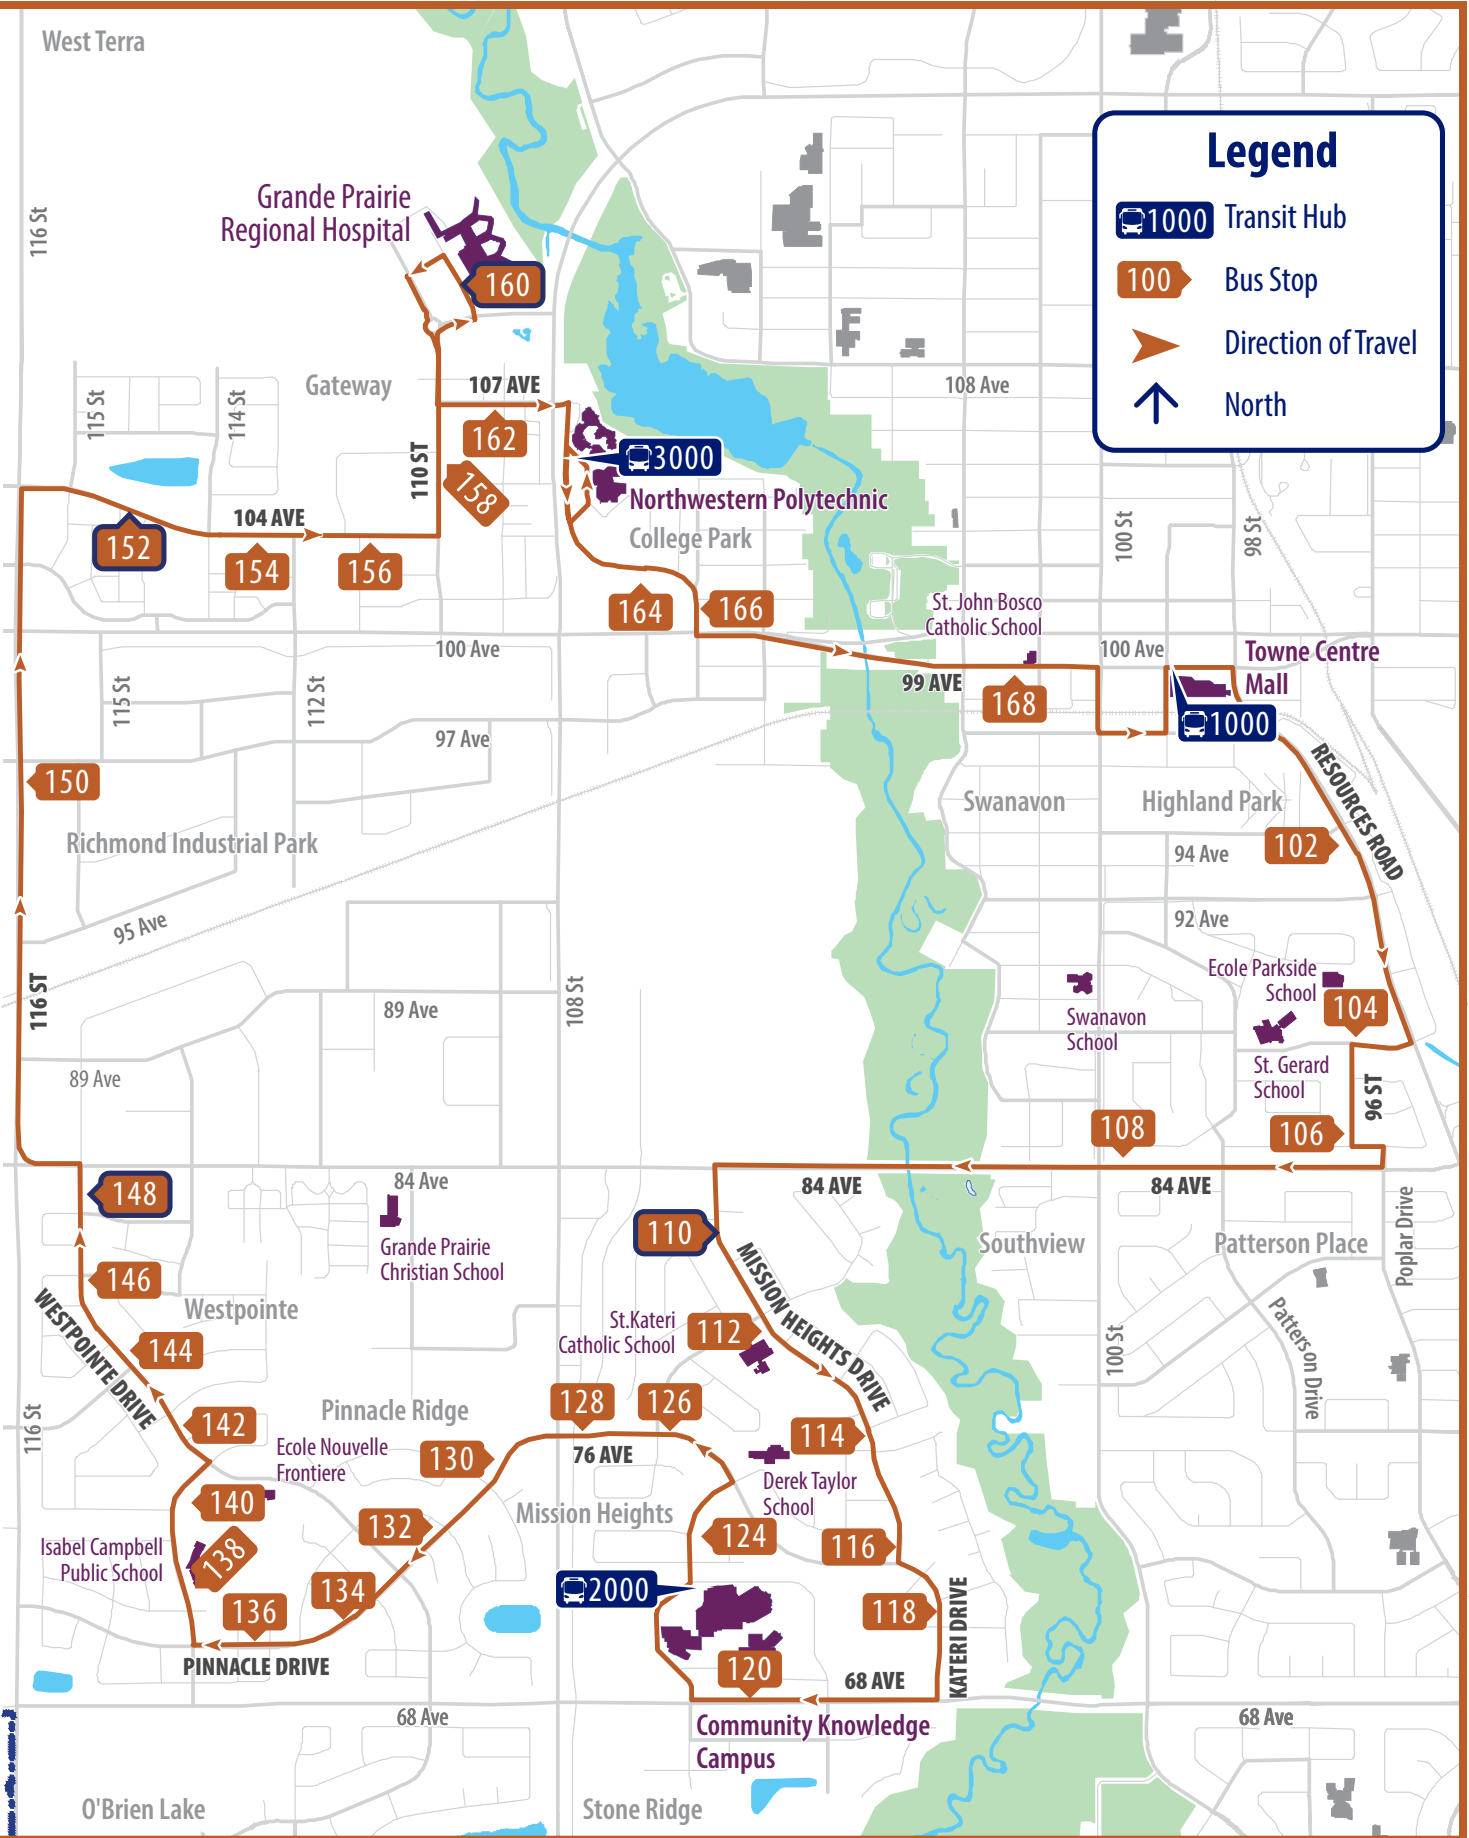 West Terra
Legend
1000 Transit Hub
100 Bus Stop
Direction of Travel
North
116 St
Grande Prairie
Regional Hospital
160
Gateway
107 AVE
108 Ave
115 St
114 St
110 ST
162
158
3000
Northwestern Polytechnic
College Park
104 AVE
152
154
156
100 St
98 St
164
166
St. John Bosco
Catholic School
100 Ave
100 Ave
Towne Centre
Mall
99 AVE
168
1000
115 St
112 St
97 Ave
RESOURCES ROAD
150
Swanavon
Highland Park
102
Richmond Industrial Park
94 Ave
95 Ave
92 Ave
116 ST
108 St
89 Ave
Ecole Parkside
School
104
Swanavon
School
St. Gerard
School
89 Ave
96 ST
108
106
84 Ave
84 AVE
84 AVE
148
Grande Prairie
Christian School
110
MISSION HEIGHTS DRIVE
Southview
Patterson Place
Poplar Drive
146
WESTPOINTE DRIVE
Westpointe
144
St.Kateri
Catholic School
112
100 St
Patterson Drive
116 St
142
Pinnacle Ridge
128
126
114
Ecole Nouvelle
Frontiere
130
76 AVE
Derek Taylor
School
140
Mission Heights
132
124
116
Isabel Campbell
Public School
138
134
2000
136
118
KATERI DRIVE
PINNACLE DRIVE
120
68 AVE
68 Ave
Community Knowledge
Campus
68 Ave
O'Brien Lake
Stone Ridge